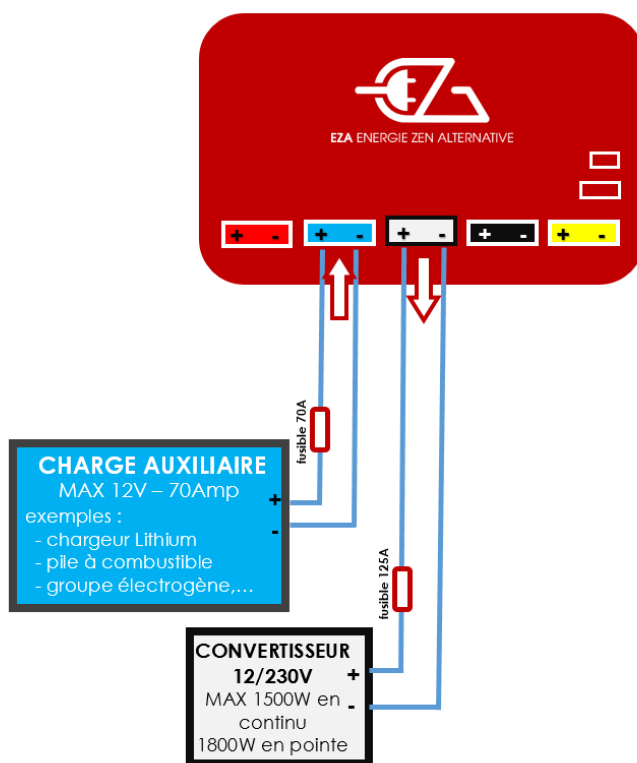 EZA ENERGIE ZEN ALTERNATIVE
+ - + - + - + - + -
fusible 70A
CHARGE AUXILIAIRE
MAX 12V – 70Amp
+
exemples :
-
- chargeur Lithium
- pile à combustible
- groupe électrogène,...
fusible 125A
CONVERTISSEUR
12/230V
+
MAX 1500W en
-
continu
1800W en pointe